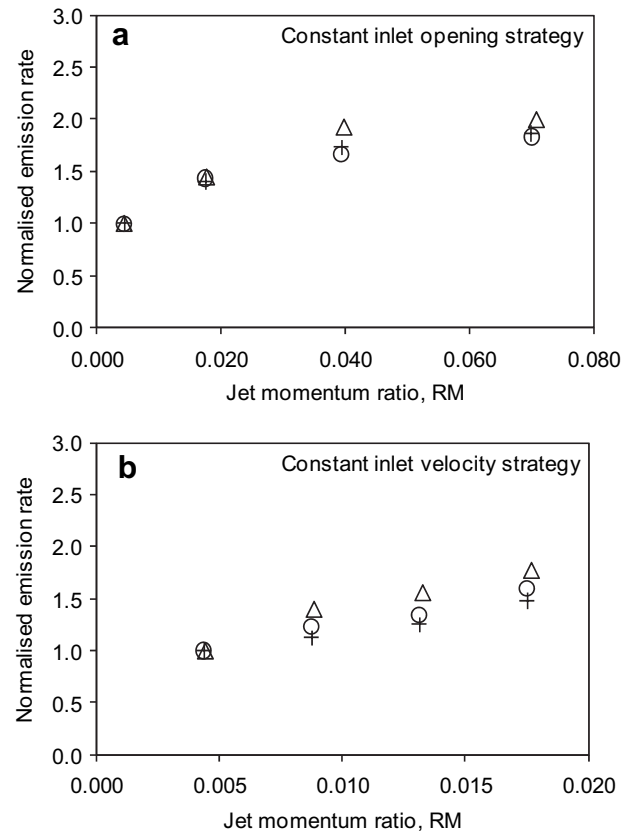 a
Constant inlet opening strategy
Normalised emission rate
3.0
2.5
2.0
1.5
1.0
0.5
0.0
0.000 0.020 0.040 0.060 0.080
Jet momentum ratio, RM
b
Constant inlet velocity strategy
Normalised emission rate
3.0
2.5
2.0
1.5
1.0
0.5
0.0
0.000 0.005 0.010 0.015 0.020
Jet momentum ratio, RM